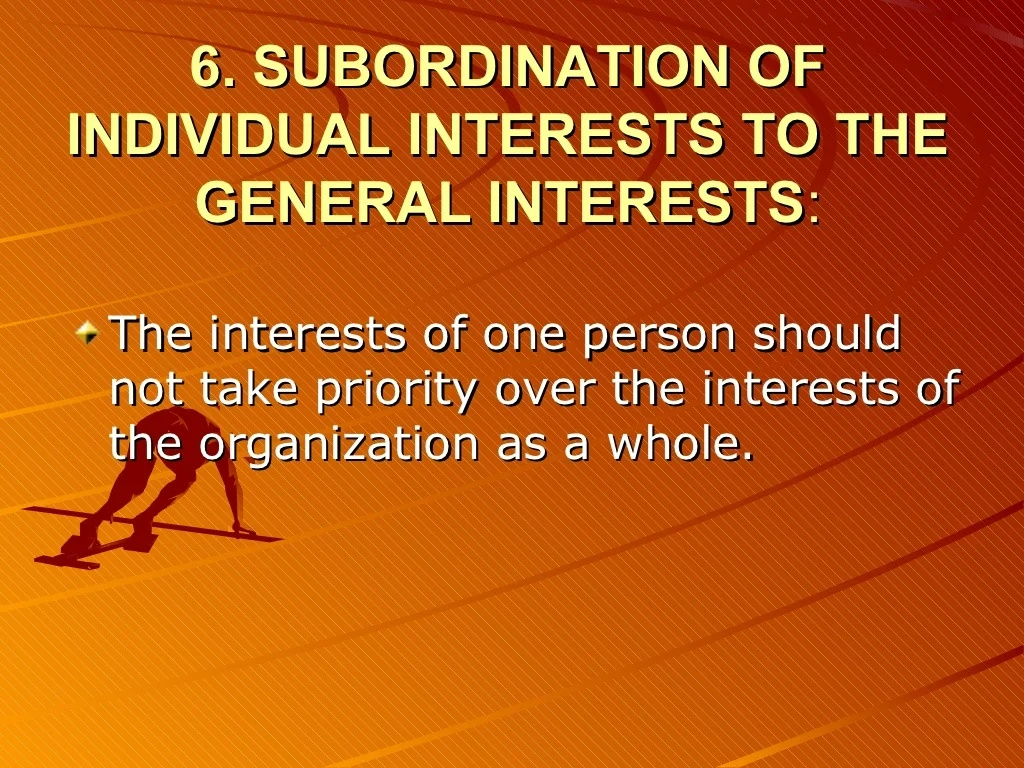 6. SUBORDINATION OF
INDIVIDUAL INTERESTS TO THE
GENERAL INTERESTS:
The interests of one person should
not take priority over the interests of
the organization as a whole.